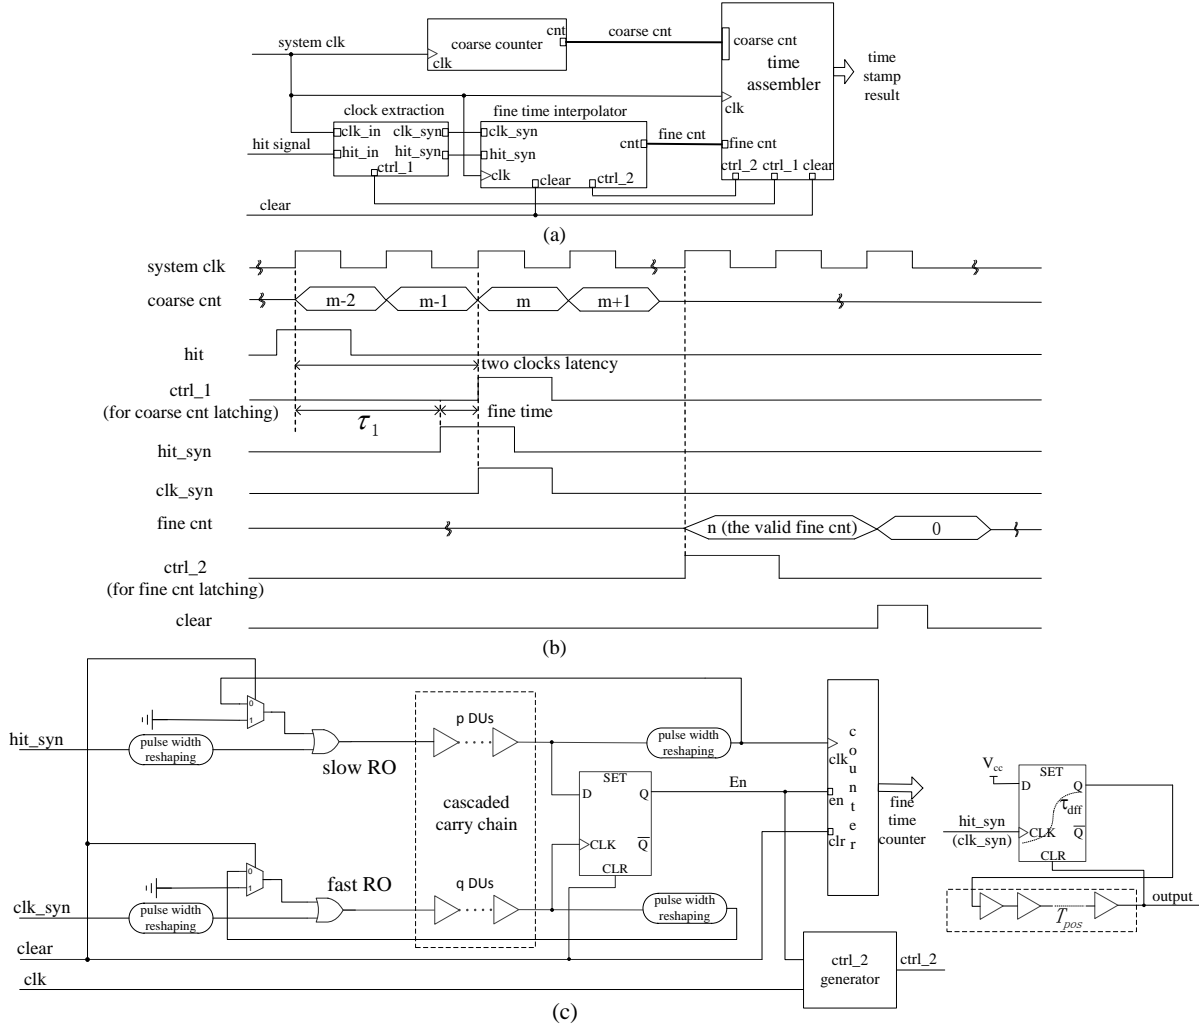 system clk
coarse counter
cnt
clk
coarse cnt
coarse cnt
time
assembler
clk
time
stamp
result
clock extraction
clk_in
clk_syn
hit_in
hit_syn
ctrl_1
hit signal
fine time interpolator
clk_syn
hit_syn
clk
cnt
clear
ctrl_2
fine cnt
fine cnt
ctrl_2 ctrl_1 clear
clear
(a)
system clk
coarse cnt
m-2
m-1
m
m+1
hit
two clocks latency
ctrl_1
(for coarse cnt latching)
τ1
fine time
hit_syn
clk_syn
fine cnt
n (the valid fine cnt)
0
ctrl_2
(for fine cnt latching)
clear
(b)
0
1
hit_syn
pulse width
reshaping
slow RO
p DUs
pulse width
reshaping
cascaded
carry chain
SET
D
Q
CLK
Q
CLR
En
counter
clk
en
clr
fine
time
counter
0
1
clk_syn
pulse width
reshaping
fast RO
q DUs
pulse width
reshaping
clear
clk
ctrl_2
generator
ctrl_2
Vcc
SET
D
Q
τdff
hit_syn
(clk_syn)
CLK
Q
CLR
Tpos
output
(c)